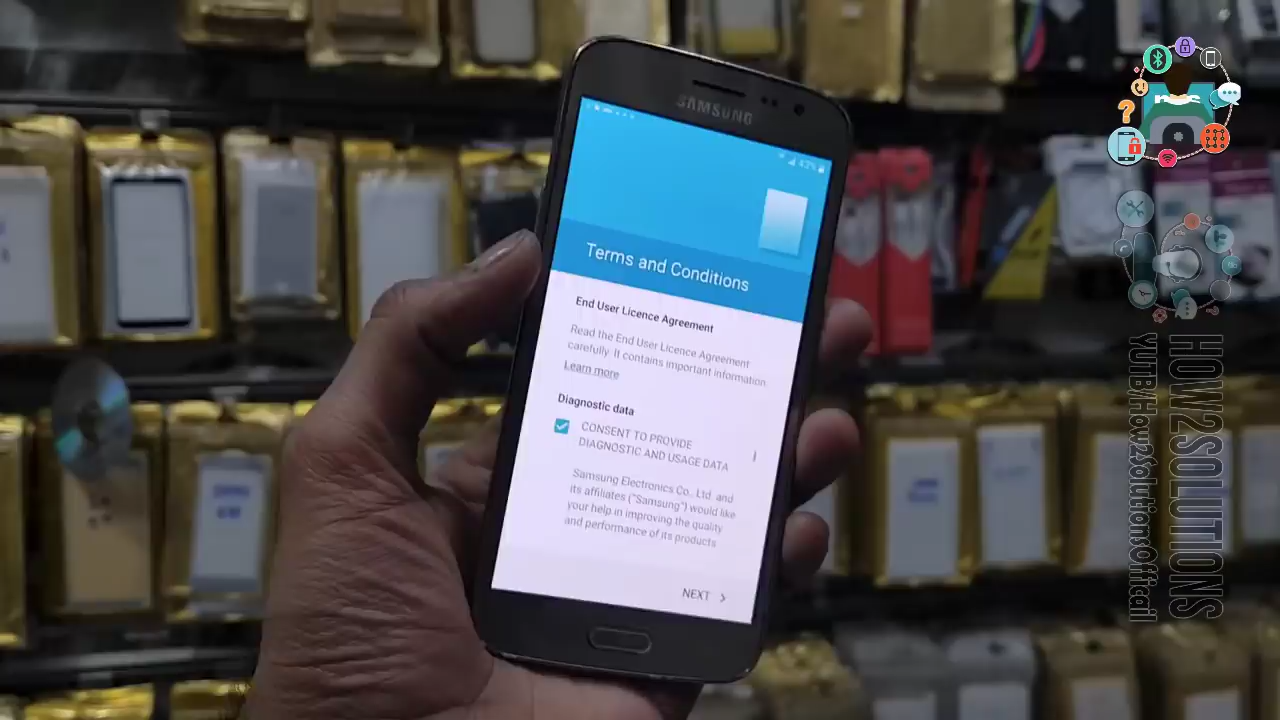 SAMSUNG
42%
Terms and Conditions
End User Licence Agreement
Read the End User Licence Agreement
carefully. It contains important information.
Learn more
Diagnostic data
CONSENT TO PROVIDE
DIAGNOSTIC AND USAGE DATA
Samsung Electronics Co., Ltd. and
its affiliates ("Samsung") would like
your help in improving the quality
and performance of its products
NEXT
HOW2SOLUTIONS
YUTB/How2SolutionsOffcail